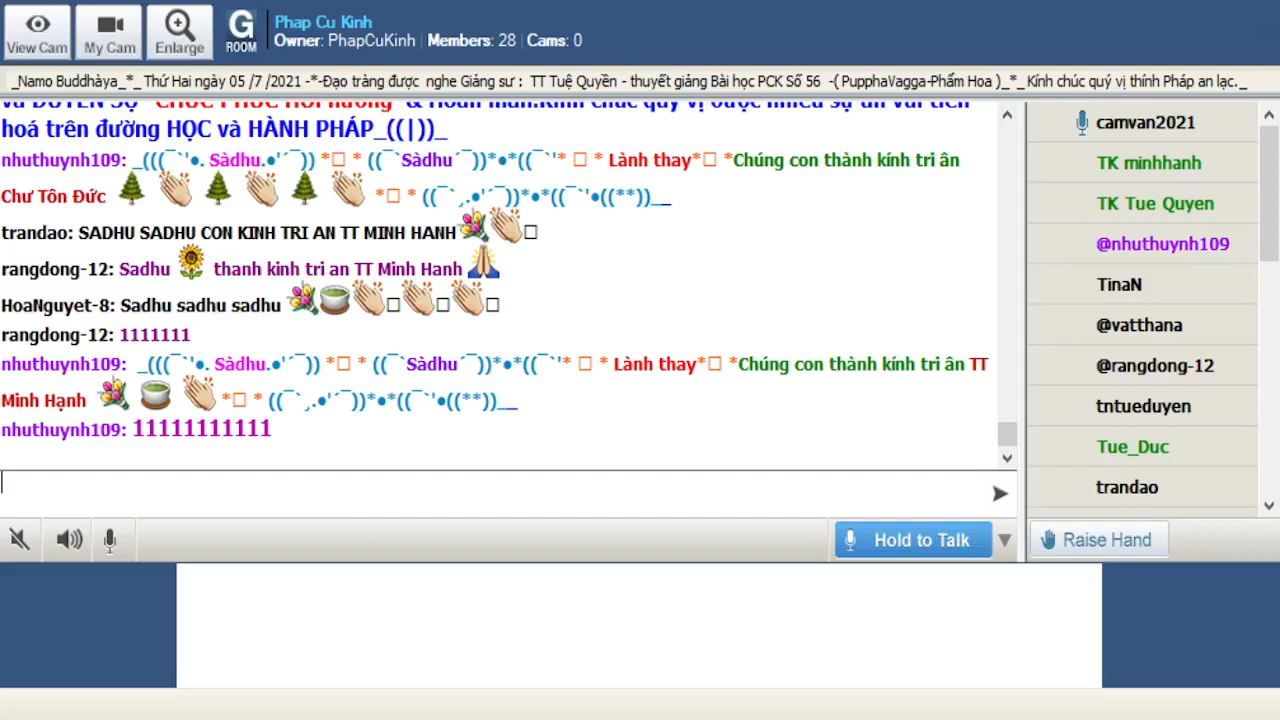 View Cam
My Cam
Enlarge
G
ROOM
Phap Cu Kinh
Owner: PhapCuKinh | Members: 28 | Cams: 0
_Namo Buddhàya_*_ Thứ Hai ngày 05 /7 /2021 -*-Đạo tràng được nghe Giảng sư : TT Tuệ Quyền - thuyết giảng Bài học PCK Số 56 -( PupphaVagga-Phẩm Hoa )_*_ Kính chúc quý vị thính Pháp an lạc._
hoá trên đường HỌC và HÀNH PHÁP_((|))_
nhuthuynh109: _(((¯`'•. Sàdhu.•'´¯)) *▯ * ((¯`Sàdhu´¯))*•*((¯`'* ▯ * Lành thay*▯ *Chúng con thành kính tri ân
Chư Tôn Đức 🌲 👏 🌲 👏 🌲 👏 *▯ * ((¯`¸.•'´¯))*•*((¯`'•((**))__
trandao: SADHU SADHU CON KINH TRI AN TT MINH HANH 💐👏▯
rangdong-12: Sadhu 🌻 thanh kinh tri an TT Minh Hanh 🙏
HoaNguyet-8: Sadhu sadhu sadhu 💐🍵👏▯👏▯👏▯
rangdong-12: 1111111
nhuthuynh109: _(((¯`'•. Sàdhu.•'´¯)) *▯ * ((¯`Sàdhu´¯))*•*((¯`'* ▯ * Lành thay*▯ *Chúng con thành kính tri ân TT
Minh Hạnh 💐 🍵 👏 *▯ * ((¯`¸.•'´¯))*•*((¯`'•((**))__
nhuthuynh109: 11111111111
camvan2021
TK minhhanh
TK Tue Quyen
@nhuthuynh109
TinaN
@vatthana
@rangdong-12
tntueduyen
Tue_Duc
trandao
Hold to Talk
Raise Hand